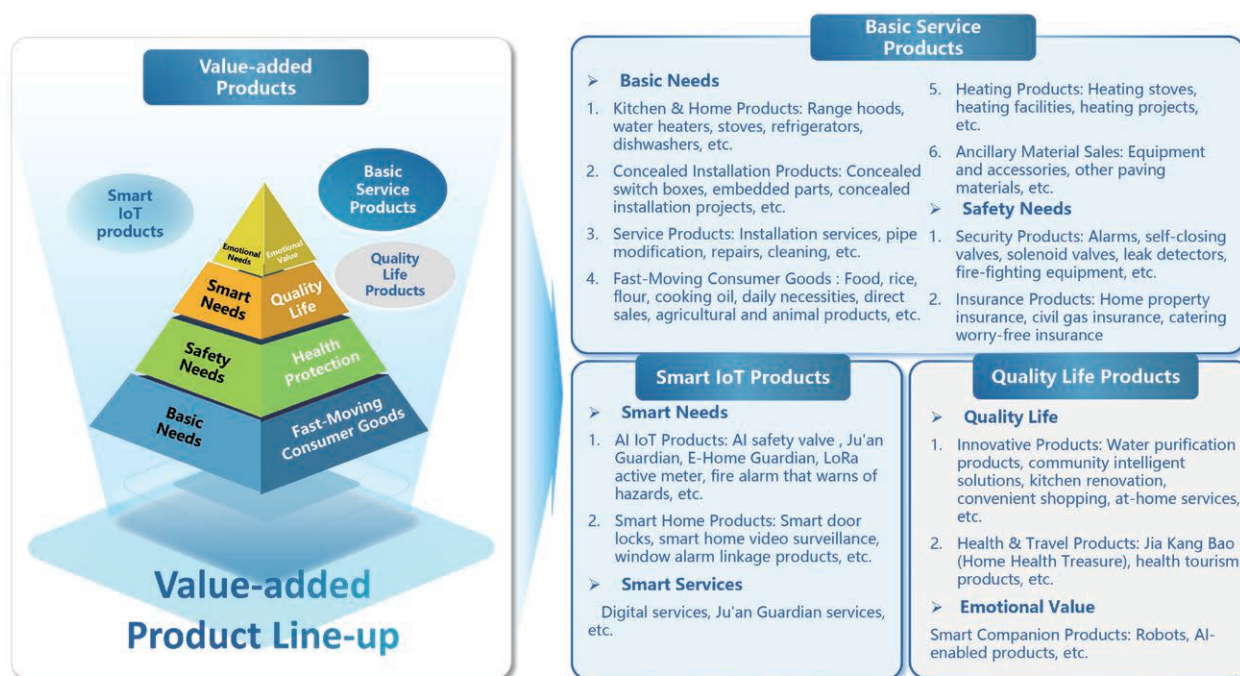 Value-added
Products
Smart
IoT
products
Basic
Service
Products
Quality
Life
Products
Emotional
Needs
Emotional
Value
Smart
Needs
Quality
Life
Safety
Needs
Health
Protection
Basic
Needs
Fast-Moving
Consumer Goods
Value-added
Product Line-up
Basic Service
Products
➢ Basic Needs
1. Kitchen & Home Products: Range hoods,
water heaters, stoves, refrigerators,
dishwashers, etc.
2. Concealed Installation Products: Concealed
switch boxes, embedded parts, concealed
installation projects, etc.
3. Service Products: Installation services, pipe
modification, repairs, cleaning, etc.
4. Fast-Moving Consumer Goods : Food, rice,
flour, cooking oil, daily necessities, direct
sales, agricultural and animal products, etc.
5. Heating Products: Heating stoves,
heating facilities, heating projects,
etc.
6. Ancillary Material Sales: Equipment
and accessories, other paving
materials, etc.
➢ Safety Needs
1. Security Products: Alarms, self-closing
valves, solenoid valves, leak detectors,
fire-fighting equipment, etc.
2. Insurance Products: Home property
insurance, civil gas insurance, catering
worry-free insurance
Smart IoT Products
➢ Smart Needs
1. AI IoT Products: AI safety valve , Ju'an
Guardian, E-Home Guardian, LoRa
active meter, fire alarm that warns of
hazards, etc.
2. Smart Home Products: Smart door
locks, smart home video surveillance,
window alarm linkage products, etc.
➢ Smart Services
Digital services, Ju'an Guardian services,
etc.
Quality Life Products
➢ Quality Life
1. Innovative Products: Water purification
products, community intelligent
solutions, kitchen renovation,
convenient shopping, at-home services,
etc.
2. Health & Travel Products: Jia Kang Bao
(Home Health Treasure), health tourism
products, etc.
➢ Emotional Value
Smart Companion Products: Robots, AI-
enabled products, etc.